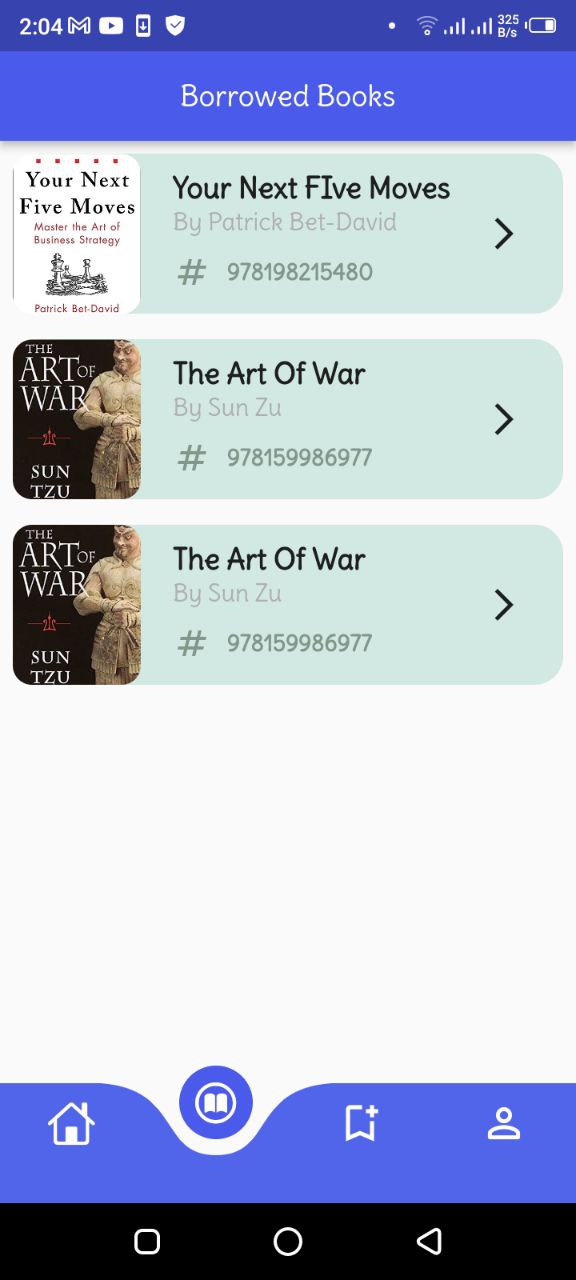 2:04
325
B/s
Borrowed Books
Your Next
Five Moves
Master the Art of
Business Strategy
Patrick Bet-David
Your Next FIve Moves
By Patrick Bet-David
# 978198215480
THE
ART OF
WAR
SUN
TZU
The Art Of War
By Sun Zu
# 978159986977
THE
ART OF
WAR
SUN
TZU
The Art Of War
By Sun Zu
# 978159986977